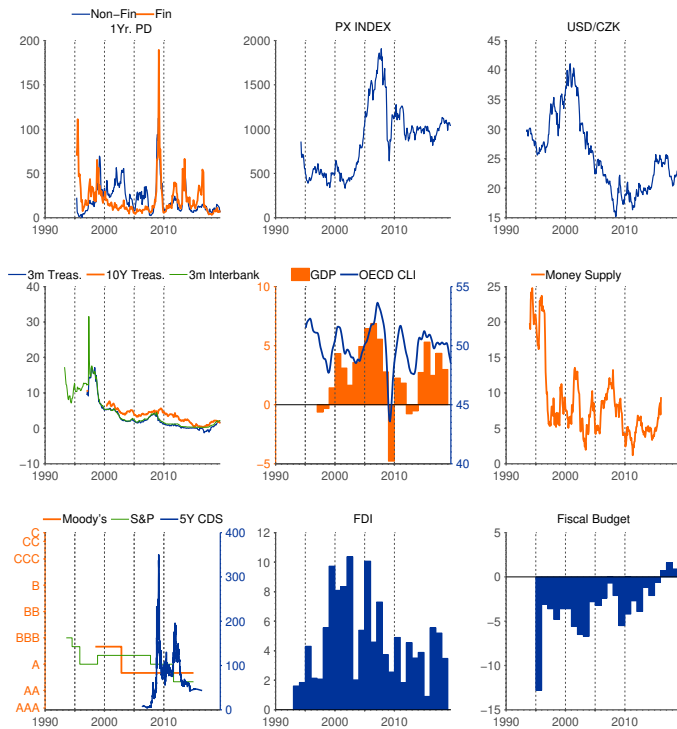 Non-Fin Fin
1Yr. PD
200
150
100
50
0
1990 2000 2010
PX INDEX
2000
1500
1000
500
0
1990 2000 2010
USD/CZK
45
40
35
30
25
20
15
1990 2000 2010
3m Treas. 10Y Treas. 3m Interbank
40
30
20
10
0
−10
1990 2000 2010
GDP OECD CLI
10 55
5 50
0 45
−5 40
1990 2000 2010
Money Supply
25
20
15
10
5
0
1990 2000 2010
Moody's S&P 5Y CDS
C 400
CC
CCC
300
B
BB 200
BBB
A 100
AA
AAA 0
1990 2000 2010
FDI
12
10
8
6
4
2
0
1990 2000 2010
Fiscal Budget
5
0
−5
−10
−15
1990 2000 2010